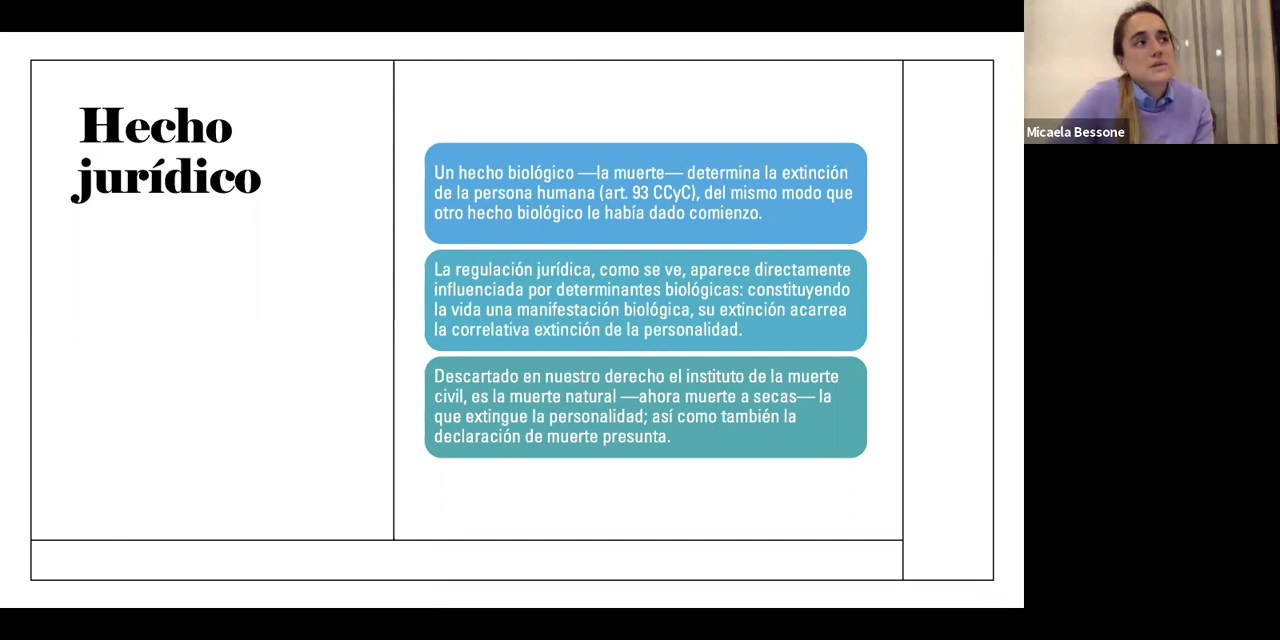 Hecho
jurídico
Un hecho biológico —la muerte— determina la extinción
de la persona humana (art. 93 CCyC), del mismo modo que
otro hecho biológico le había dado comienzo.
La regulación jurídica, como se ve, aparece directamente
influenciada por determinantes biológicas: constituyendo
la vida una manifestación biológica, su extinción acarrea
la correlativa extinción de la personalidad.
Descartado en nuestro derecho el instituto de la muerte
civil, es la muerte natural —ahora muerte a secas— la
que extingue la personalidad; así como también la
declaración de muerte presunta.
Micaela Bessone